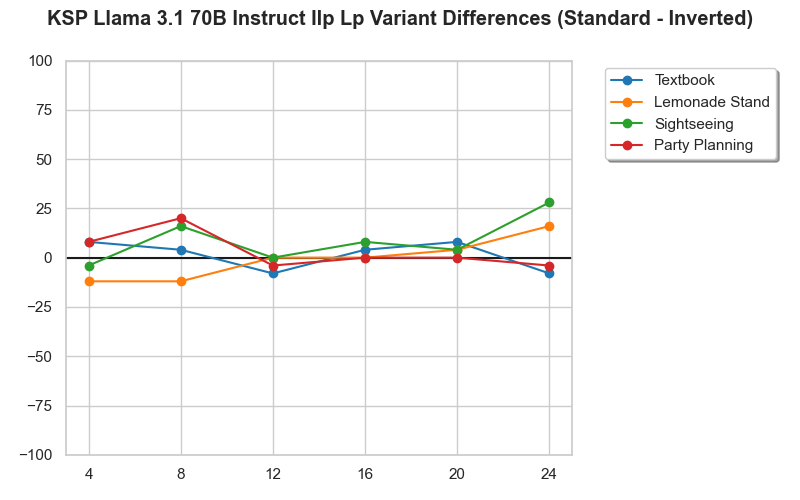 KSP Llama 3.1 70B Instruct Ilp Lp Variant Differences (Standard - Inverted)
100
75
50
25
0
−25
−50
−75
−100
4 8 12 16 20 24
Textbook
Lemonade Stand
Sightseeing
Party Planning